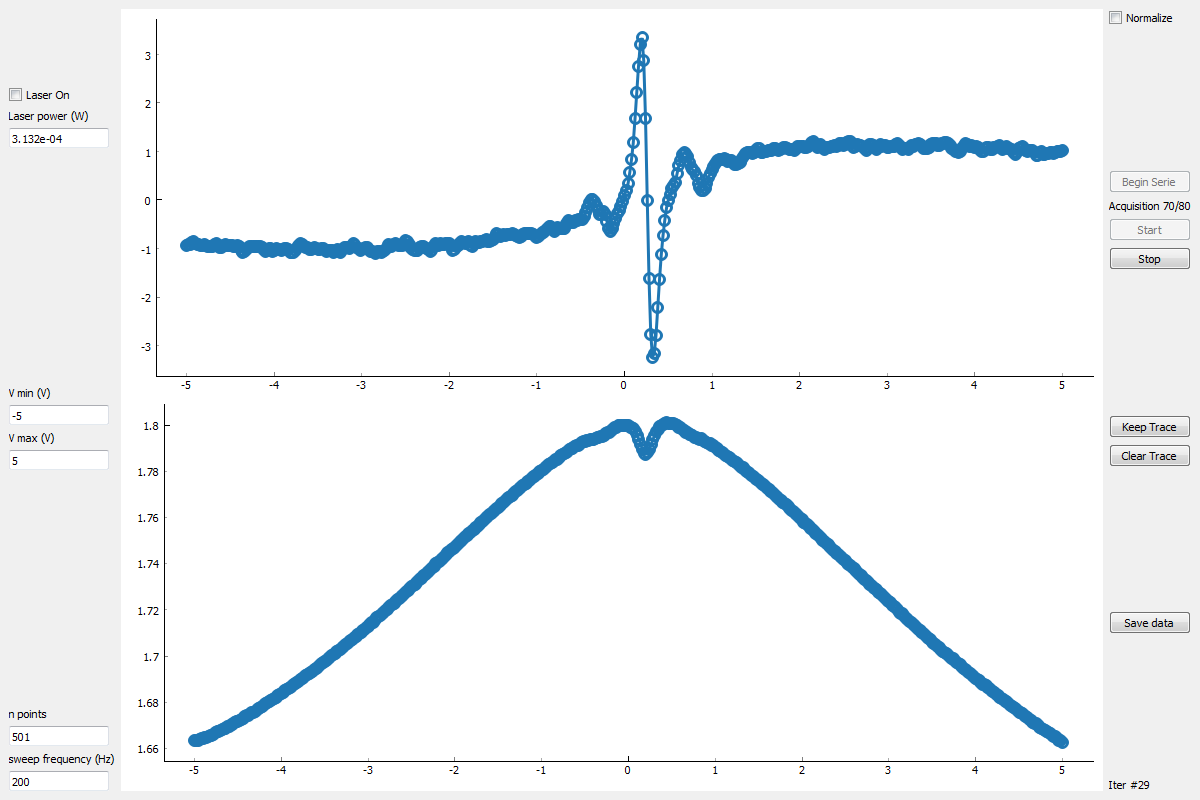 Normalize
Laser On
Laser power (W)
3.132e-04
Begin Serie
Acquisition 70/80
Start
Stop
3
2
1
0
-1
-2
-3
-5 -4 -3 -2 -1 0 1 2 3 4 5
V min (V)
-5
V max (V)
5
Keep Trace
Clear Trace
1.8
1.78
1.76
1.74
1.72
1.7
1.68
1.66
-5 -4 -3 -2 -1 0 1 2 3 4 5
Save data
n points
501
sweep frequency (Hz)
200
Iter #29